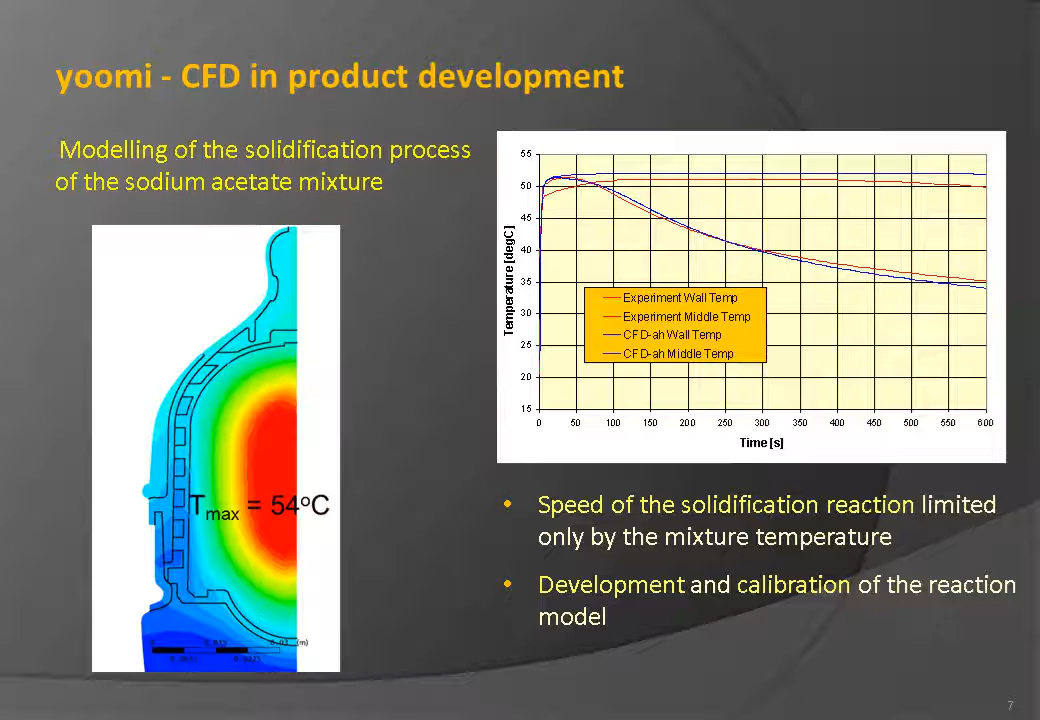 yoomi - CFD in product development
Modelling of the solidification process
of the sodium acetate mixture
T max = 54°C
0.03 (m)
55
50
45
40
35
30
25
20
15
Temperature [degC]
0 50 100 150 200 250 300 350 400 450 500 550 600
Time [s]
Experiment Wall Temp
Experiment Middle Temp
CFD-ah Wall Temp
CFD-ah Middle Temp
• Speed of the solidification reaction limited
only by the mixture temperature
• Development and calibration of the reaction
model
7